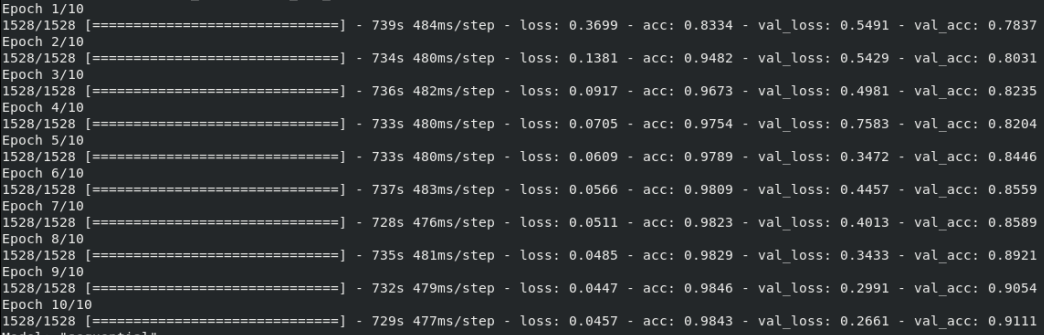 Epoch 1/10
1528/1528 [==============================] - 739s 484ms/step - loss: 0.3699 - acc: 0.8334 - val_loss: 0.5491 - val_acc: 0.7837
Epoch 2/10
1528/1528 [==============================] - 734s 480ms/step - loss: 0.1381 - acc: 0.9482 - val_loss: 0.5429 - val_acc: 0.8031
Epoch 3/10
1528/1528 [==============================] - 736s 482ms/step - loss: 0.0917 - acc: 0.9673 - val_loss: 0.4981 - val_acc: 0.8235
Epoch 4/10
1528/1528 [==============================] - 733s 480ms/step - loss: 0.0705 - acc: 0.9754 - val_loss: 0.7583 - val_acc: 0.8204
Epoch 5/10
1528/1528 [==============================] - 733s 480ms/step - loss: 0.0609 - acc: 0.9789 - val_loss: 0.3472 - val_acc: 0.8446
Epoch 6/10
1528/1528 [==============================] - 737s 483ms/step - loss: 0.0566 - acc: 0.9809 - val_loss: 0.4457 - val_acc: 0.8559
Epoch 7/10
1528/1528 [==============================] - 728s 476ms/step - loss: 0.0511 - acc: 0.9823 - val_loss: 0.4013 - val_acc: 0.8589
Epoch 8/10
1528/1528 [==============================] - 735s 481ms/step - loss: 0.0485 - acc: 0.9829 - val_loss: 0.3433 - val_acc: 0.8921
Epoch 9/10
1528/1528 [==============================] - 732s 479ms/step - loss: 0.0447 - acc: 0.9846 - val_loss: 0.2991 - val_acc: 0.9054
Epoch 10/10
1528/1528 [==============================] - 729s 477ms/step - loss: 0.0457 - acc: 0.9843 - val_loss: 0.2661 - val_acc: 0.9111